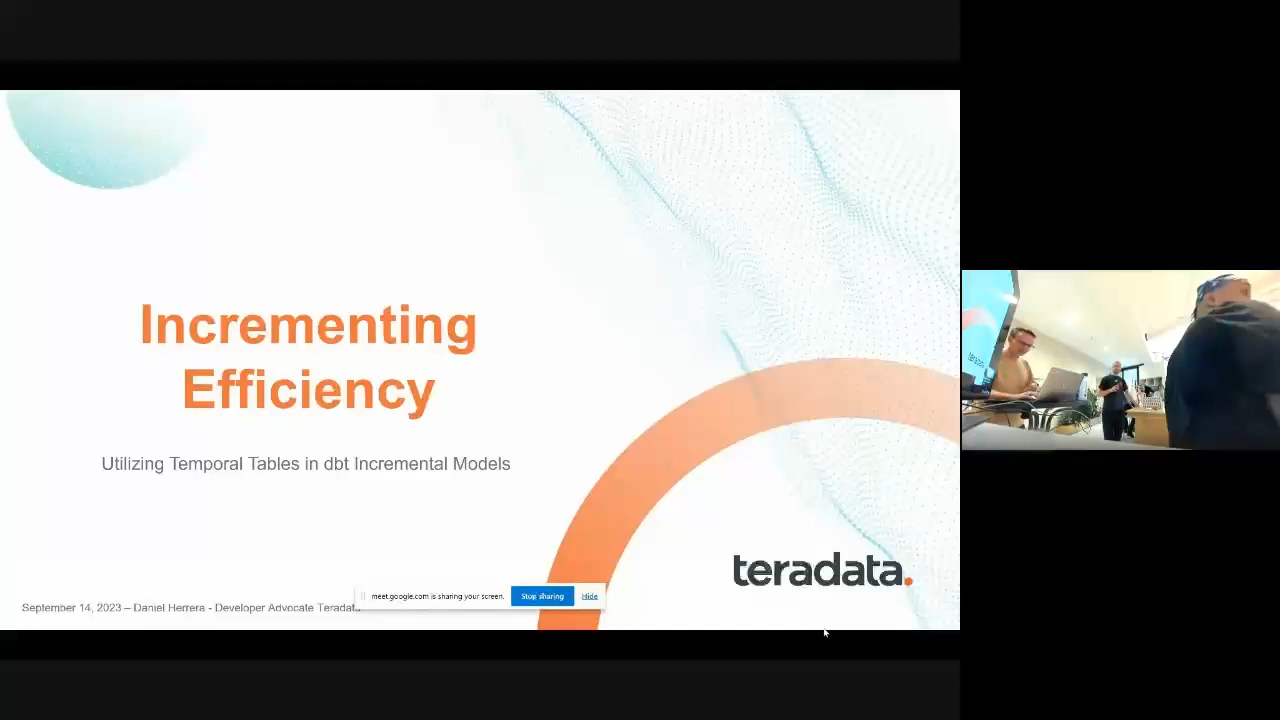 Incrementing
Efficiency
Utilizing Temporal Tables in dbt Incremental Models
teradata.
meet.google.com is sharing your screen.
Stop sharing
Hide
September 14, 2023 – Daniel Herrera - Developer Advocate Teradata